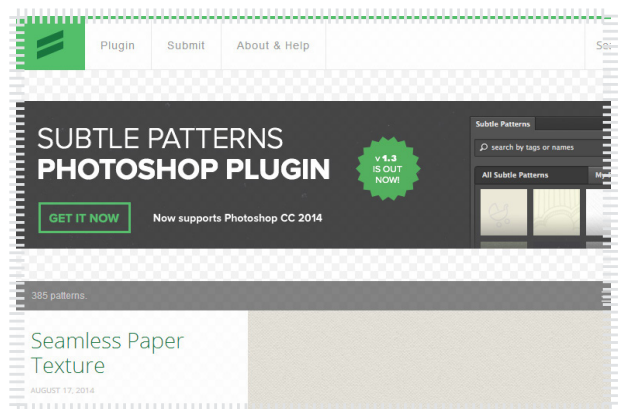 Plugin Submit About & Help
SUBTLE PATTERNS
PHOTOSHOP PLUGIN
v 1.3
IS OUT
NOW!
GET IT NOW
Now supports Photoshop CC 2014
Subtle Patterns
search by tags or names
All Subtle Patterns
385 patterns.
Seamless Paper
Texture
AUGUST 17, 2014